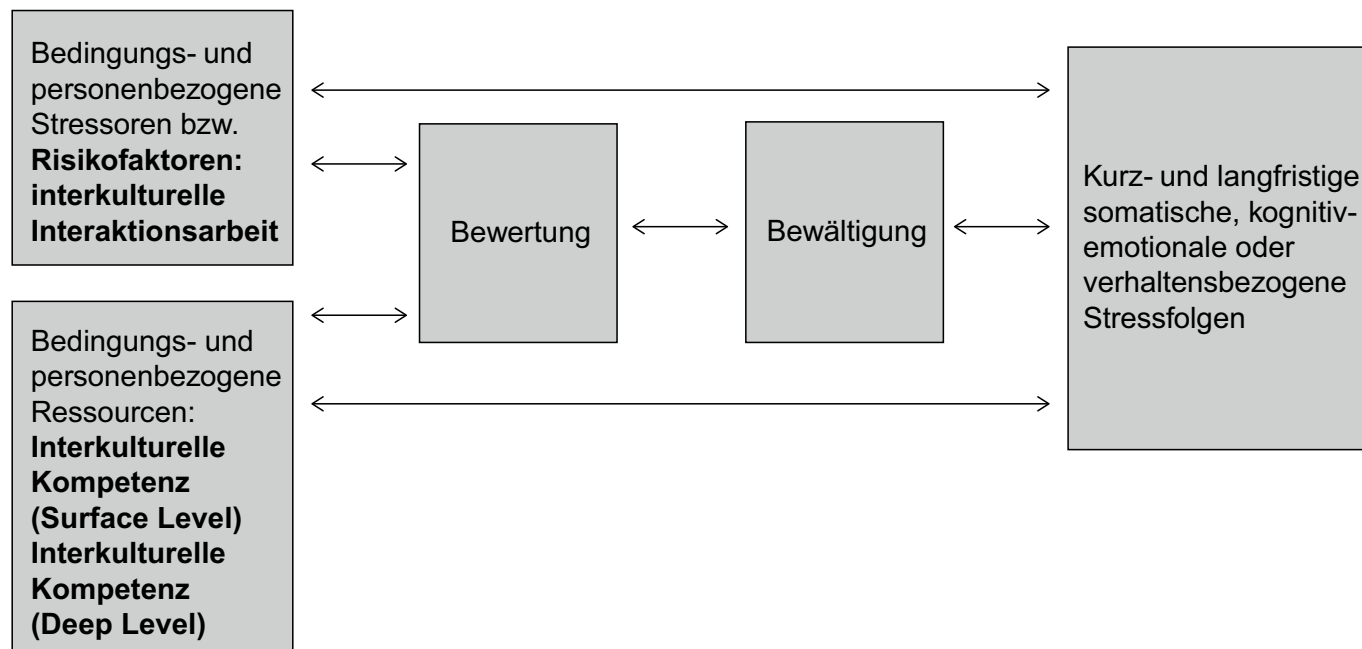 Bedingungs- und
personenbezogene
Stressoren bzw.
Risikofaktoren:
interkulturelle
Interaktionsarbeit
Bedingungs- und
personenbezogene
Ressourcen:
Interkulturelle
Kompetenz
(Surface Level)
Interkulturelle
Kompetenz
(Deep Level)
Bewertung
Bewältigung
Kurz- und langfristige
somatische, kognitiv-
emotionale oder
verhaltensbezogene
Stressfolgen